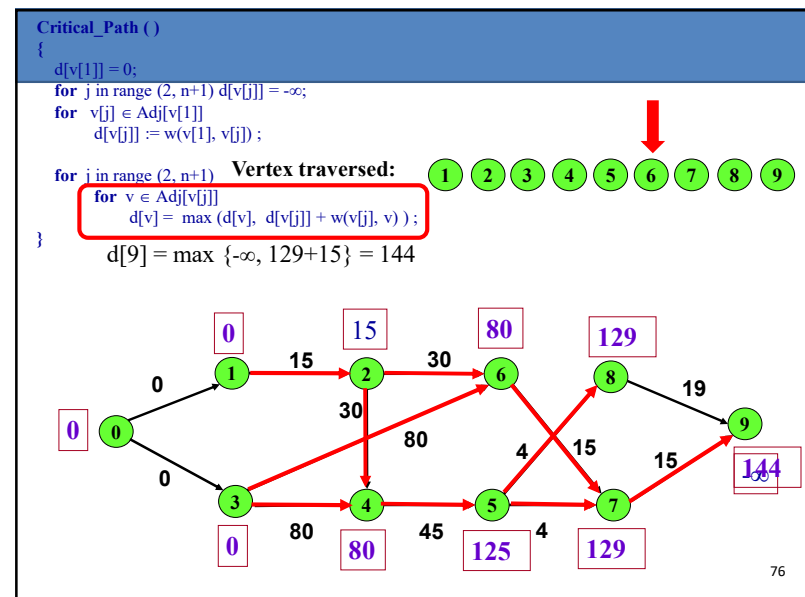 Critical_Path ( )
{
d[v[1]] = 0;
for j in range (2, n+1) d[v[j]] = -∞;
for v[j] ∈ Adj[v[1]]
d[v[j]] := w(v[1], v[j]) ;
for j in range (2, n+1)
Vertex traversed:
1 2 3 4 5 6 7 8 9
for v ∈ Adj[v[j]]
d[v] = max (d[v], d[v[j]] + w(v[j], v) ) ;
}
d[9] = max {-∞, 129+15} = 144
0 15 80 129
15 30
1 2 6 8
0 30 19
0 0 80 4 15 15 9
0 144
-∞
3 4 5 7
80 45 4
0 80 125 129
76